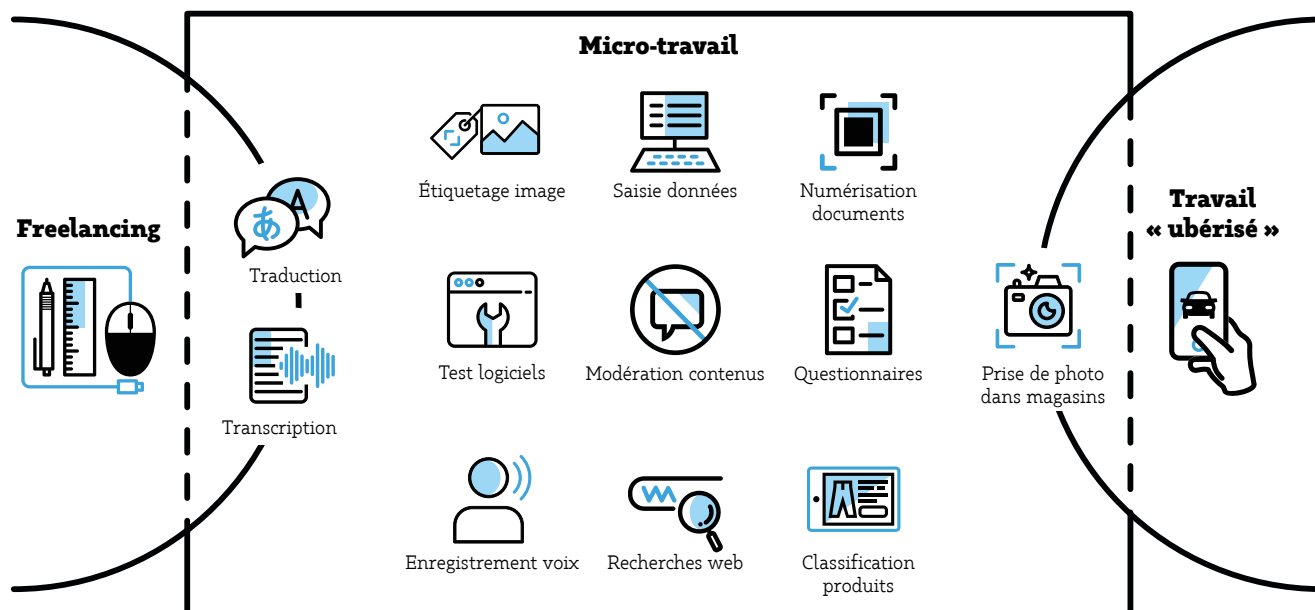 Micro-travail
Étiquetage image
Saisie données
Numérisation
documents
Freelancing
A
あ
Traduction
Travail
« ubérisé »
Test logiciels
Modération contenus
Questionnaires
Prise de photo
dans magasins
Transcription
Enregistrement voix
Recherches web
Classification
produits